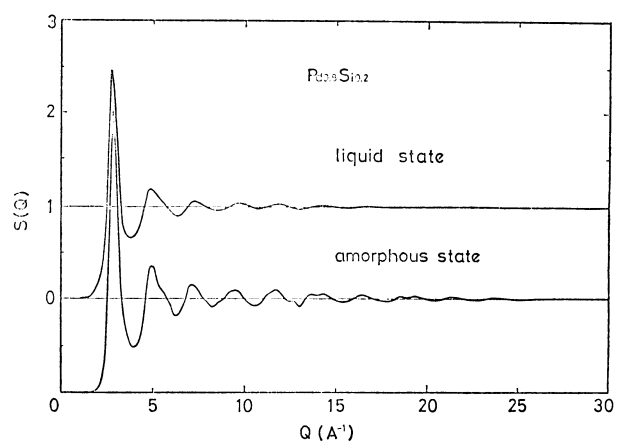 3
Pd0.8Si0.2
2
liquid state
S(Q)
1
amorphous state
0
0 5 10 15 20 25 30
Q (A⁻¹)